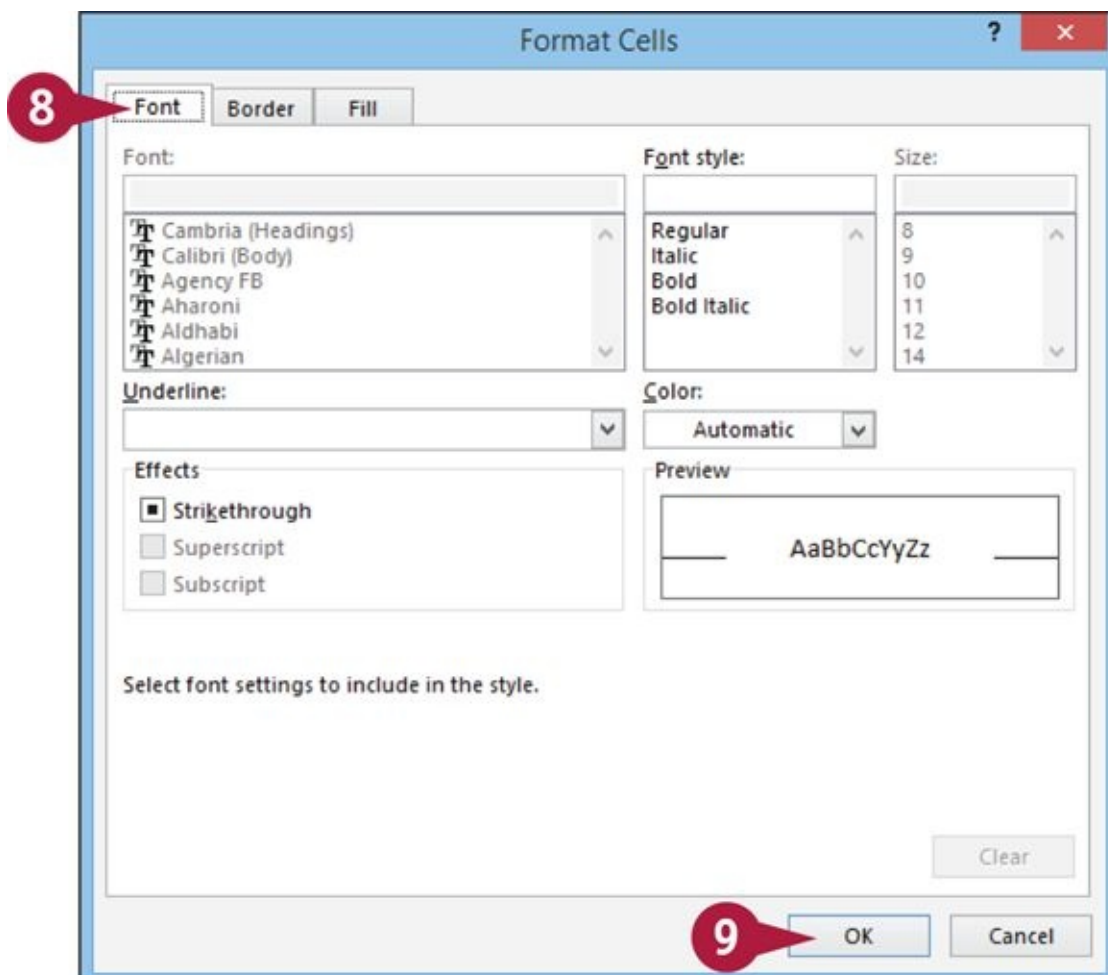 Format Cells
?
×
8
Font Border Fill
Font: Font style: Size:
Cambria (Headings) Regular 8
Calibri (Body) Italic 9
Agency FB Bold 10
Aharoni Bold Italic 11
Aldhabi 12
Algerian 14
Underline: Color:
Automatic
Effects Preview
Strikethrough
AaBbCcYyZz
Superscript
Subscript
Select font settings to include in the style.
Clear
9
OK Cancel